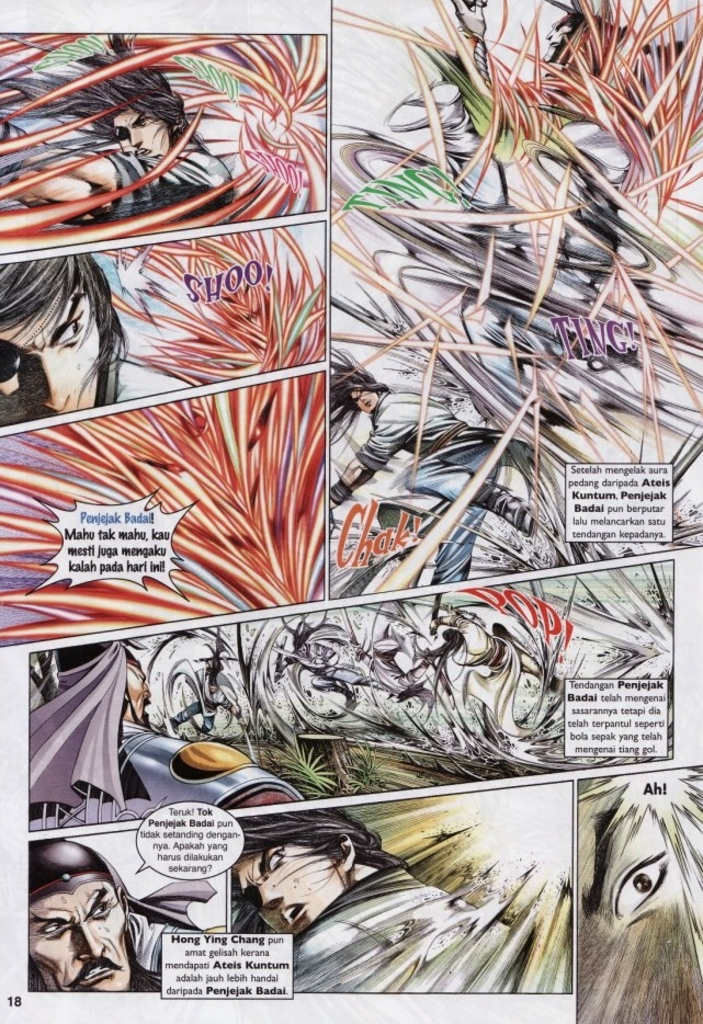 SHOO!
SHOO!
SHOO!
SHOO!
Penjejak Badai!
Mahu tak mahu, kau
mesti juga mengaku
kalah pada hari ini!
TING!
TING!
Chak!
Setelah mengelak aura
pedang daripada Ateis
Kuntum, Penjejak
Badai pun berputar
lalu melancarkan satu
tendangan kepadanya.
POP!
Tendangan Penjejak
Badai telah mengenai
sasarannya tetapi dia
telah terpantul seperti
bola sepak yang telah
mengenai tiang gol.
Teruk! Tok
Penjejak Badai pun
tidak setanding dengan-
nya. Apakah yang
harus dilakukan
sekarang?
Hong Ying Chang pun
amat gelisah kerana
mendapati Ateis Kuntum
adalah jauh lebih handal
daripada Penjejak Badai.
Ah!
18